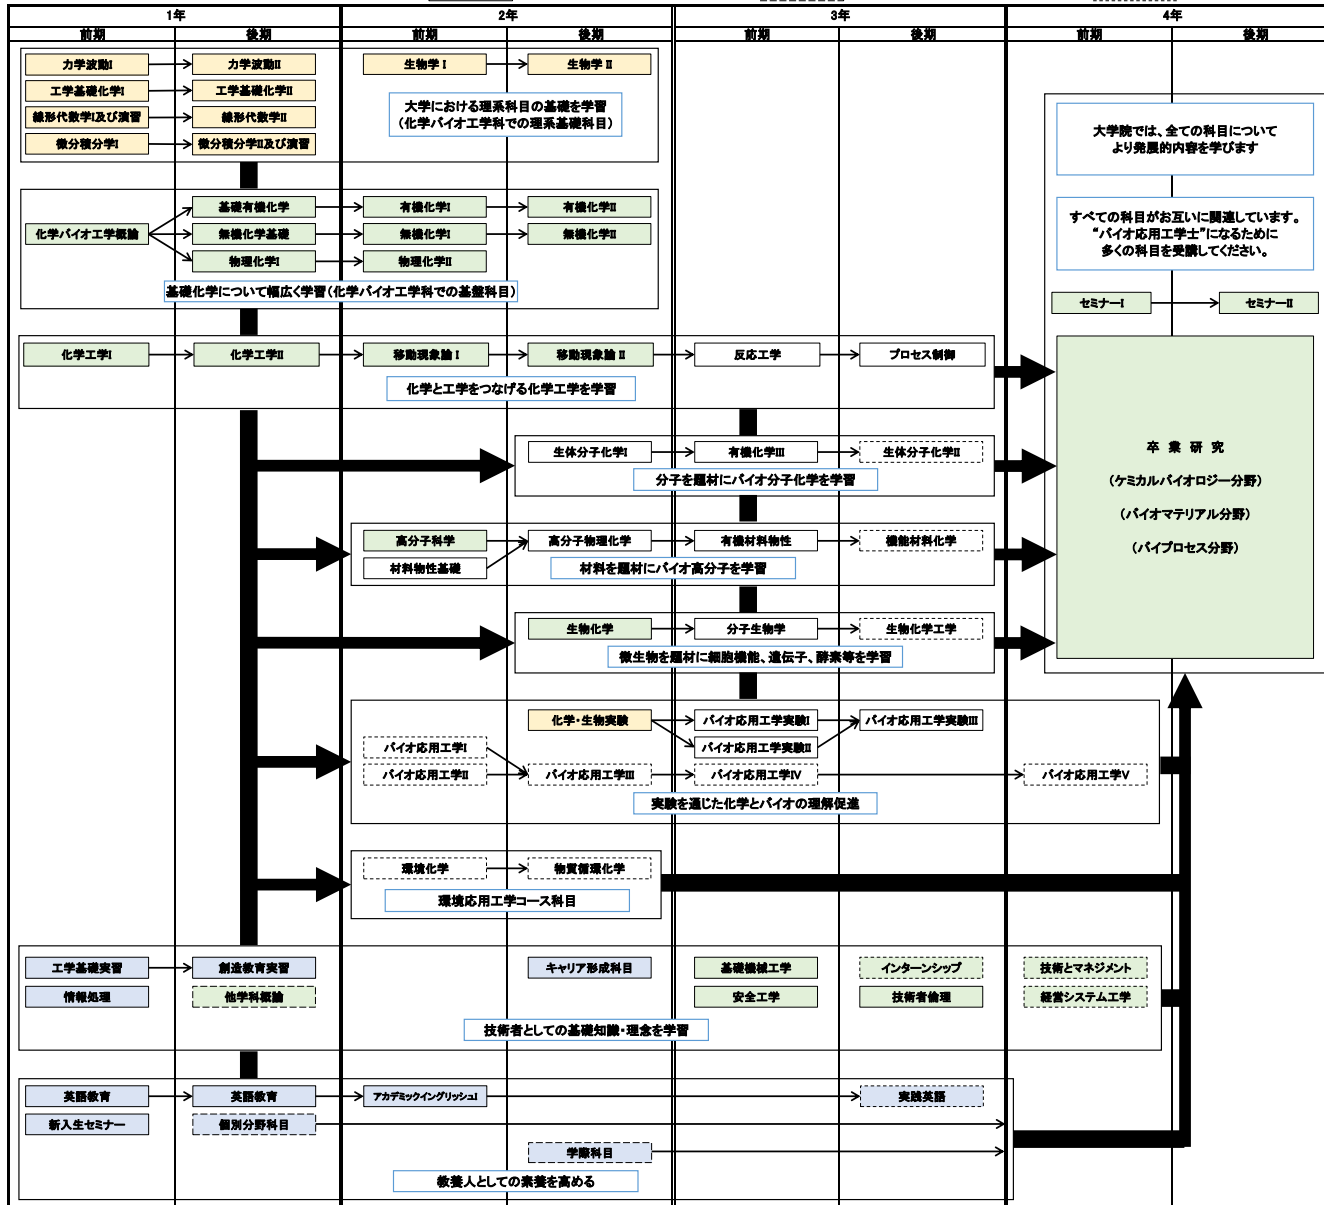 1年 2年 3年 4年
前期 後期 前期 後期 前期 後期 前期 後期
力学波動I 力学波動II 生物学 I 生物学 II
工学基礎化学I 工学基礎化学II
線形代数学I及び演習 線形代数学II
微分積分学I 微分積分学II及び演習
大学における理系科目の基礎を学習
(化学バイオ工学科での理系基礎科目)
大学院では、全ての科目について
より発展的内容を学びます
基礎有機化学 有機化学I 有機化学II
化学バイオ工学概論 無機化学基礎 無機化学I 無機化学II
物理化学I 物理化学II
基礎化学について幅広く学習(化学バイオ工学科での基盤科目)
すべての科目がお互いに関連しています。
“バイオ応用工学士”になるために
多くの科目を受講してください。
セミナーI セミナーII
化学工学I 化学工学II 移動現象論 I 移動現象論 II 反応工学 プロセス制御
化学と工学をつなげる化学工学を学習
生体分子化学I 有機化学III 生体分子化学II
分子を題材にバイオ分子化学を学習
卒 業 研 究
(ケミカルバイオロジー分野)
(バイオマテリアル分野)
(バイプロセス分野)
高分子科学 高分子物理化学 有機材料物性 機能材料化学
材料物性基礎
材料を題材にバイオ高分子を学習
生物化学 分子生物学 生物化学工学
微生物を題材に細胞機能、遺伝子、酵素等を学習
化学・生物実験 バイオ応用工学実験I バイオ応用工学実験III
バイオ応用工学I バイオ応用工学実験II
バイオ応用工学II バイオ応用工学III バイオ応用工学IV バイオ応用工学V
実験を通じた化学とバイオの理解促進
環境化学 物質循環化学
環境応用工学コース科目
工学基礎実習 創造教育実習 キャリア形成科目 基礎機械工学 インターンシップ 技術とマネジメント
情報処理 他学科概論 安全工学 技術者倫理 経営システム工学
技術者としての基礎知識・理念を学習
英語教育 英語教育 アカデミックイングリッシュI 実践英語
新入生セミナー 個別分野科目
学際科目
教養人としての素養を高める